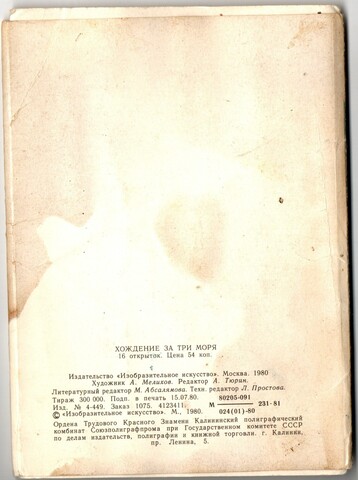 ХОЖДЕНИЕ ЗА ТРИ МОРЯ
16 открыток. Цена 54 коп.
Издательство «Изобразительное искусство». Москва. 1980
Художник А. Мелихов. Редактор А. Тюрин.
Литературный редактор М. Абсалямова. Техн. редактор Л. Простова.
Тираж 300 000. Подп. в печать 15.07.80. 80205-091
Изд. № 4-449. Заказ 1075. 4123411. М 231-81
© «Изобразительное искусство». М., 1980. 024(01)-80
Ордена Трудового Красного Знамени Калининский полиграфический
комбинат Союзполиграфпрома при Государственном комитете СССР
по делам издательств, полиграфии и книжной торговли. г. Калинин,
пр. Ленина, 5.